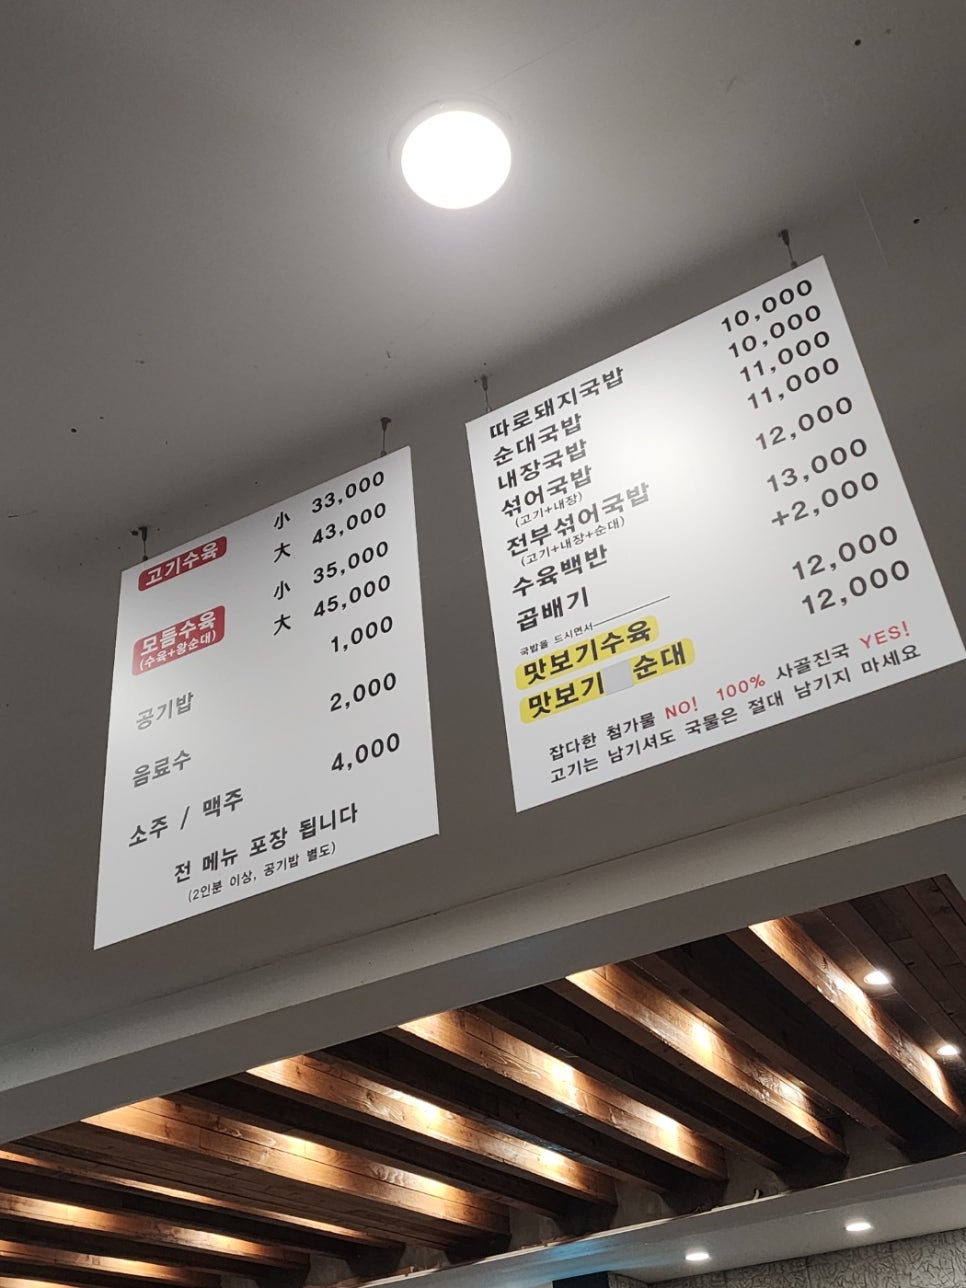 고기수육 小 33,000
大 43,000
모듬수육 小 35,000
(수육+왕순대) 大 45,000
공기밥 1,000
음료수 2,000
소주 / 맥주 4,000
전 메뉴 포장 됩니다
(2인분 이상, 공기밥 별도)
따로돼지국밥 10,000
순대국밥 10,000
내장국밥 11,000
섞어국밥 11,000
(고기+내장)
전부섞어국밥 12,000
(고기+내장+순대)
수육백반 13,000
곱배기 +2,000
국밥을 드시면서
맛보기수육 12,000
맛보기 순대 12,000
잡다한 첨가물 NO! 100% 사골진국 YES!
고기는 남기셔도 국물은 절대 남기지 마세요